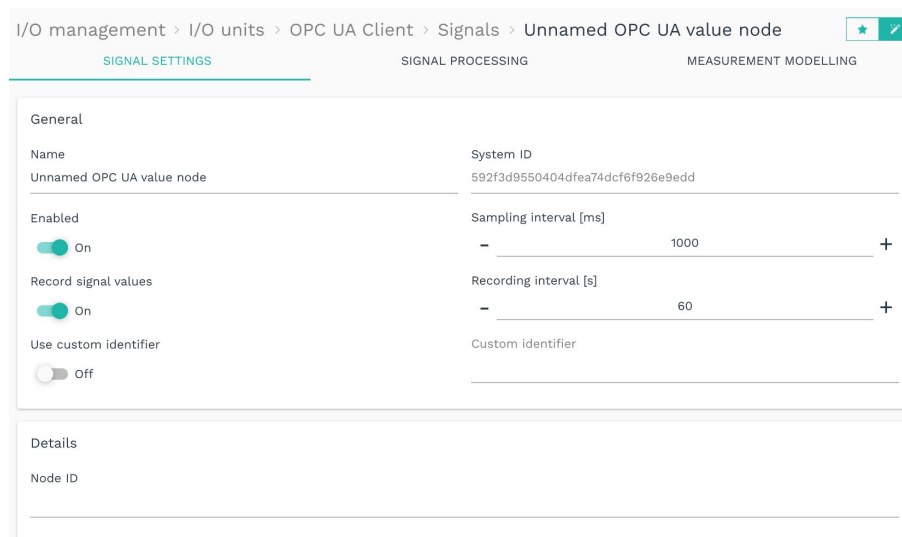 I/O management > I/O units > OPC UA Client > Signals > Unnamed OPC UA value node
SIGNAL SETTINGS SIGNAL PROCESSING MEASUREMENT MODELLING
General
Name System ID
Unnamed OPC UA value node 592f3d9550404dfea74dcf6f926e9edd
Enabled Sampling interval [ms]
On - 1000 +
Record signal values Recording interval [s]
On - 60 +
Use custom identifier Custom identifier
Off
Details
Node ID